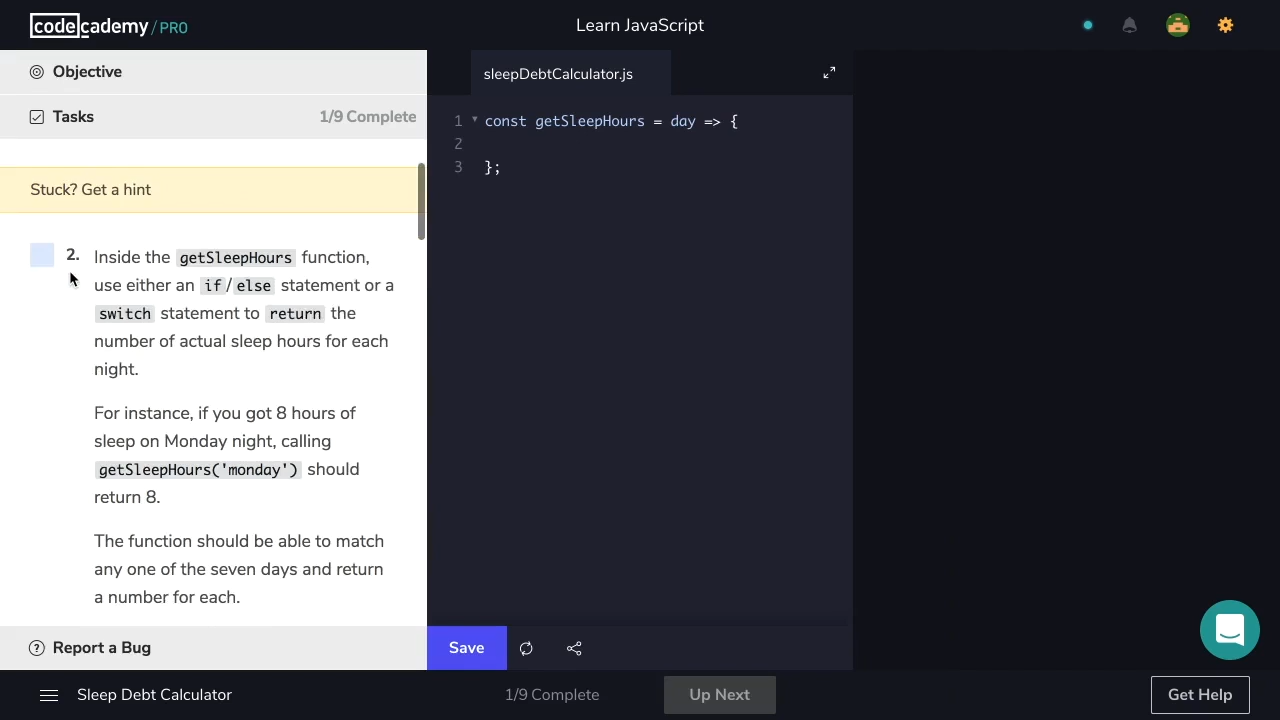 codecademy / PRO
Learn JavaScript
Objective
Tasks 1/9 Complete
Stuck? Get a hint
2. Inside the getSleepHours function,
use either an if / else statement or a
switch statement to return the
number of actual sleep hours for each
night.
For instance, if you got 8 hours of
sleep on Monday night, calling
getSleepHours('monday') should
return 8.
The function should be able to match
any one of the seven days and return
a number for each.
Report a Bug
sleepDebtCalculator.js
1 const getSleepHours = day => {
2
3 };
Save
Sleep Debt Calculator
1/9 Complete
Up Next
Get Help